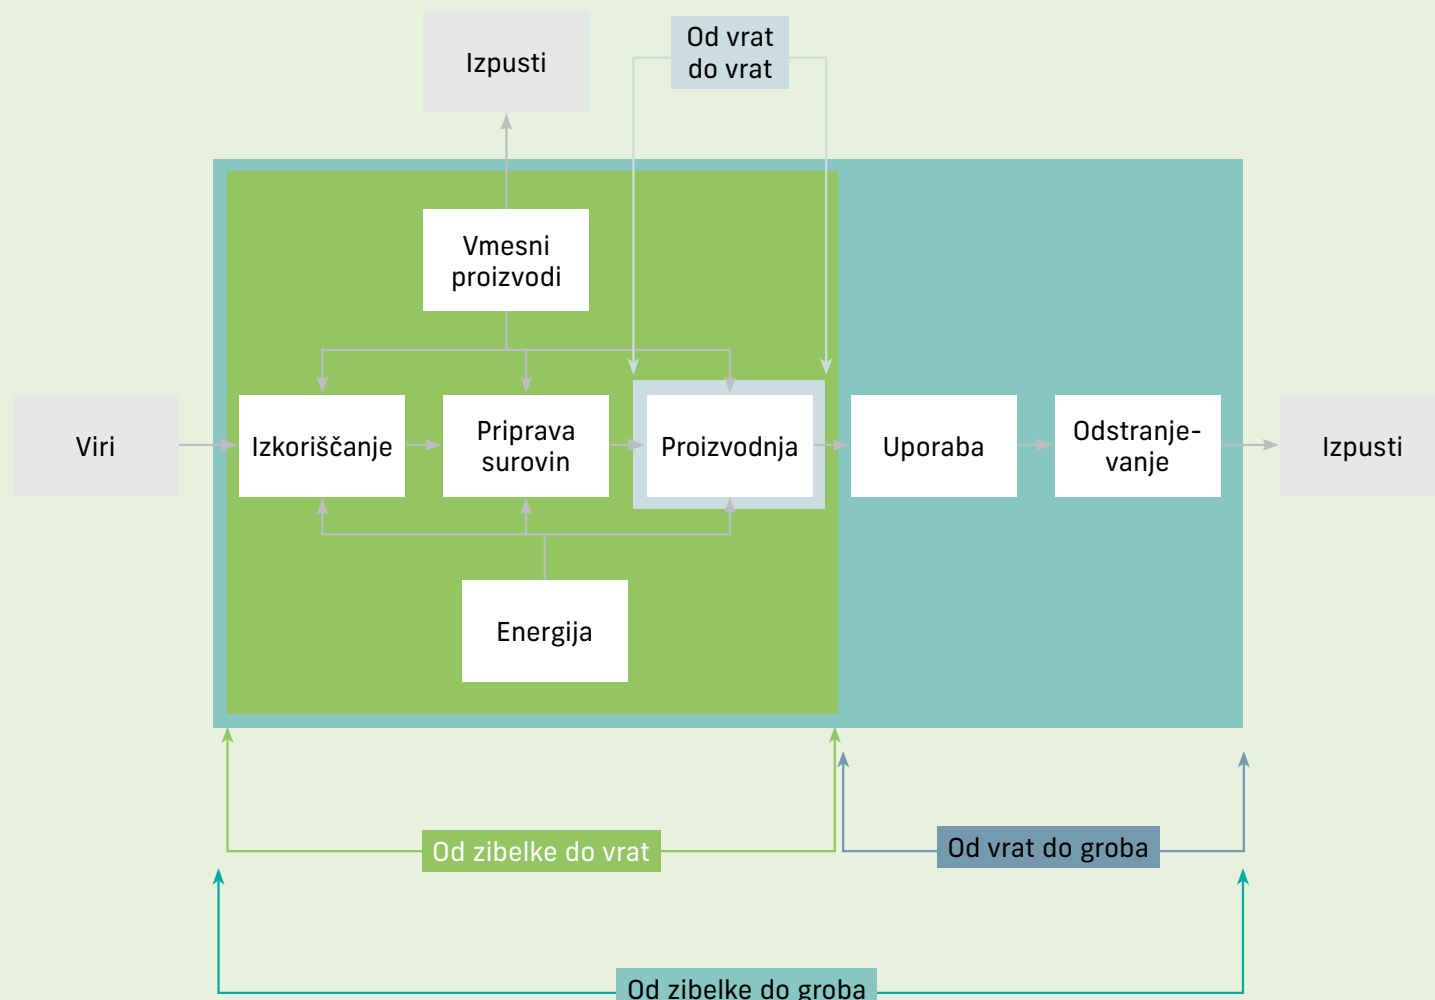 Izpusti
Od vrat
do vrat
Vmesni
proizvodi
Viri
Izkoriščanje
Priprava
surovin
Proizvodnja
Uporaba
Odstranje-
vanje
Izpusti
Energija
Od zibelke do vrat
Od vrat do groba
Od zibelke do groba